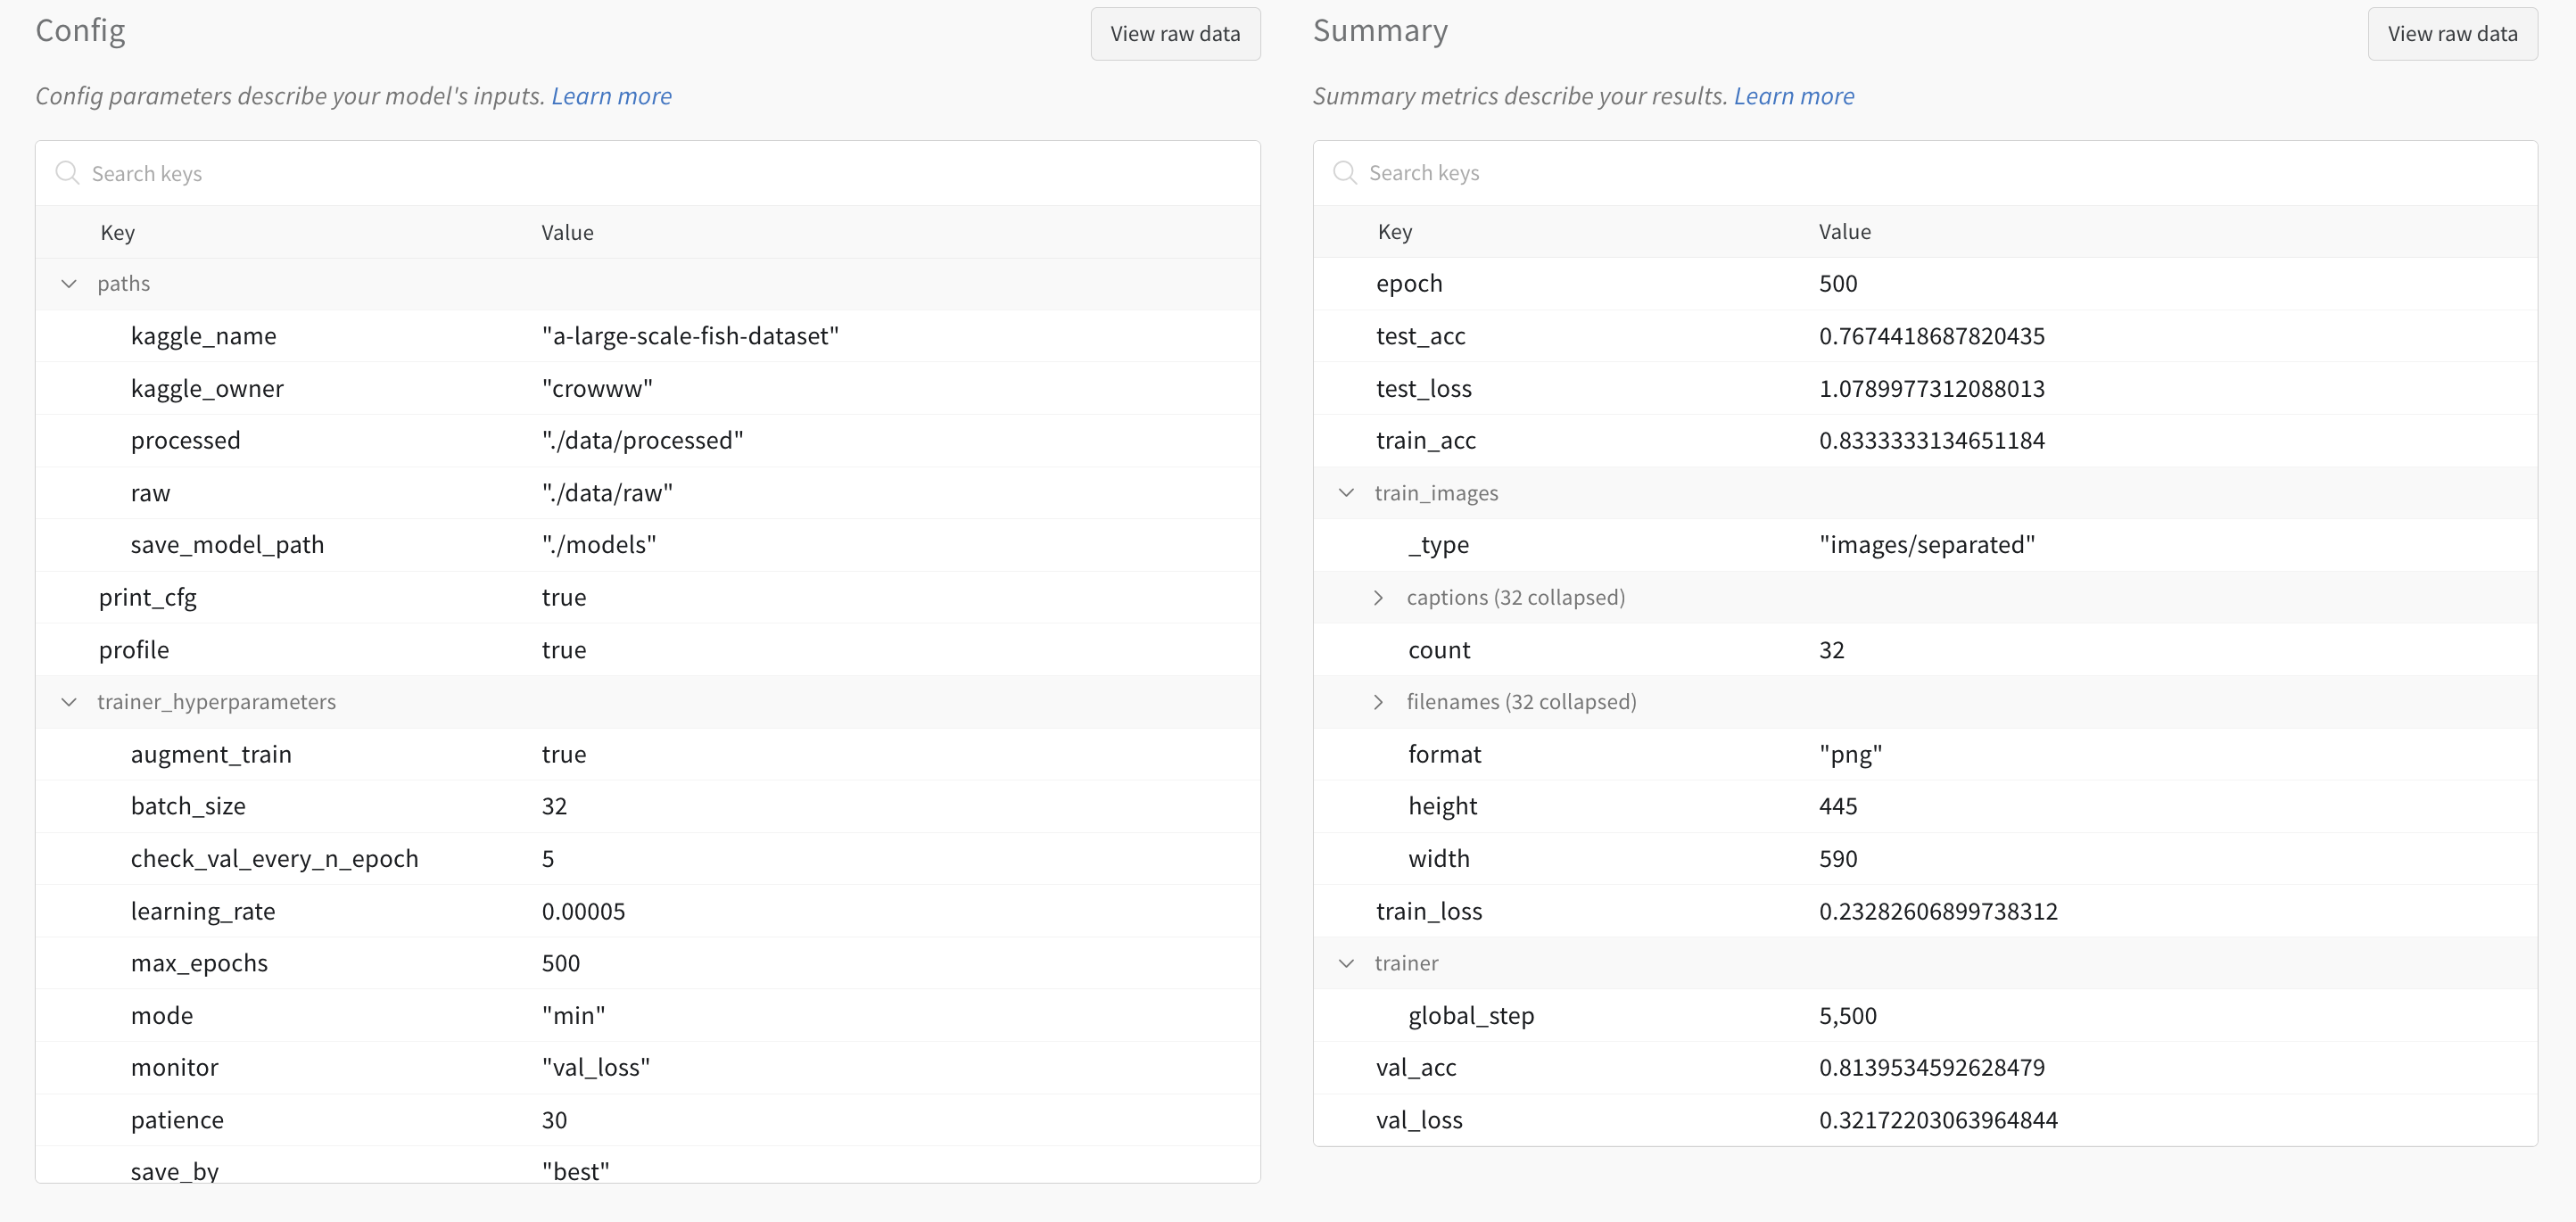 Config
View raw data
Config parameters describe your model's inputs. Learn more
Search keys
Key Value
paths
kaggle_name "a-large-scale-fish-dataset"
kaggle_owner "crowww"
processed "./data/processed"
raw "./data/raw"
save_model_path "./models"
print_cfg true
profile true
trainer_hyperparameters
augment_train true
batch_size 32
check_val_every_n_epoch 5
learning_rate 0.00005
max_epochs 500
mode "min"
monitor "val_loss"
patience 30
save_by "best"
Summary
View raw data
Summary metrics describe your results. Learn more
Search keys
Key Value
epoch 500
test_acc 0.7674418687820435
test_loss 1.0789977312088013
train_acc 0.8333333134651184
train_images
_type "images/separated"
captions (32 collapsed)
count 32
filenames (32 collapsed)
format "png"
height 445
width 590
train_loss 0.23282606899738312
trainer
global_step 5,500
val_acc 0.8139534592628479
val_loss 0.32172203063964844